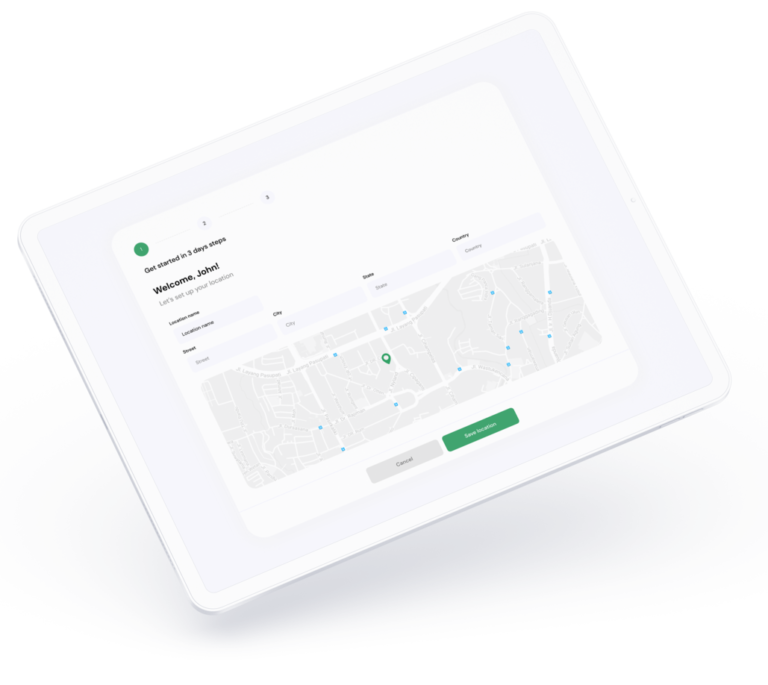 2
3
Get started in 3 days steps
Welcome, John!
Let's set up your location
Location name
Location name
Street
Street
City
City
State
State
Country
Country
Cancel
Save location